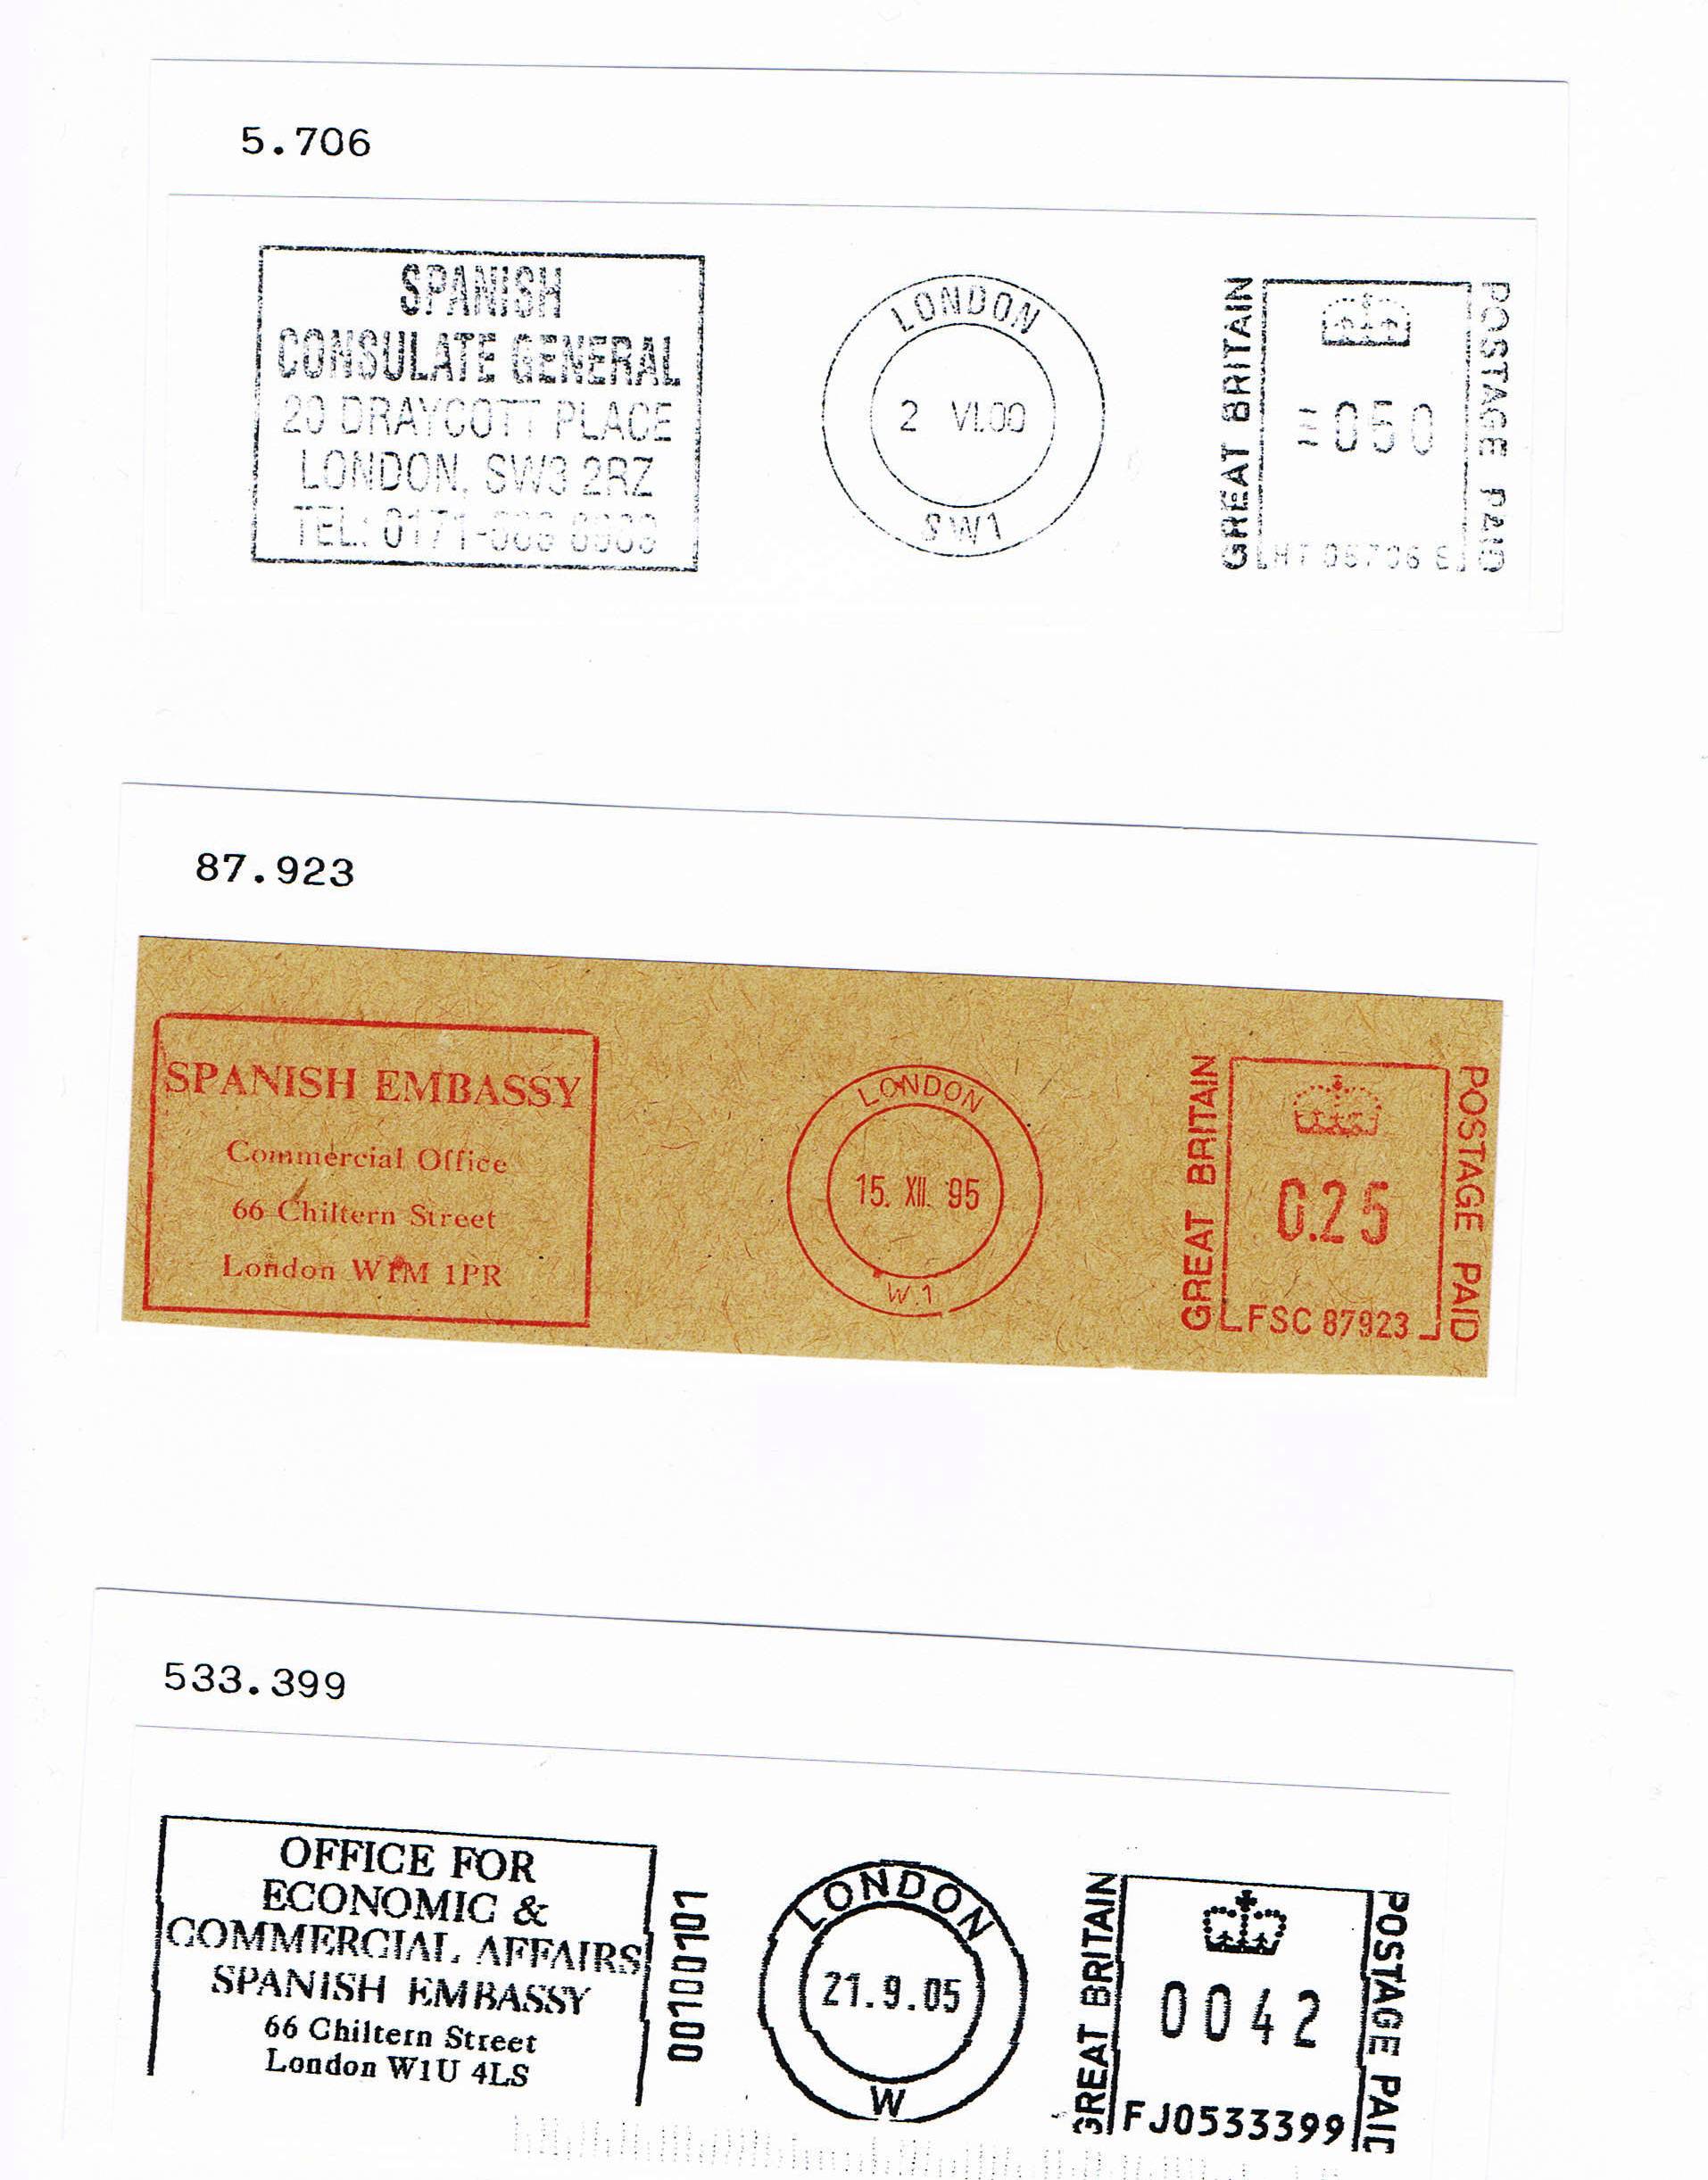 5.706
SPANISH
CONSULATE GENERAL
20 DRAYCOTT PLACE
LONDON, SW3 2RZ
TEL: 0171-
LONDON
2 VI.00
SW1
GREAT BRITAIN
=050
POSTAGE PAID
87.923
SPANISH EMBASSY
Commercial Office
66 Chiltern Street
London W1M 1PR
LONDON
15. XII. 95
W.1
GREAT BRITAIN
0.25
FSC 87923
POSTAGE PAID
533.399
OFFICE FOR
ECONOMIC &
COMMERCIAL AFFAIRS
SPANISH EMBASSY
66 Chiltern Street
London W1U 4LS
00100101
LONDON
21.9.05
W
GREAT BRITAIN
0042
FJ0533399
POSTAGE PAID